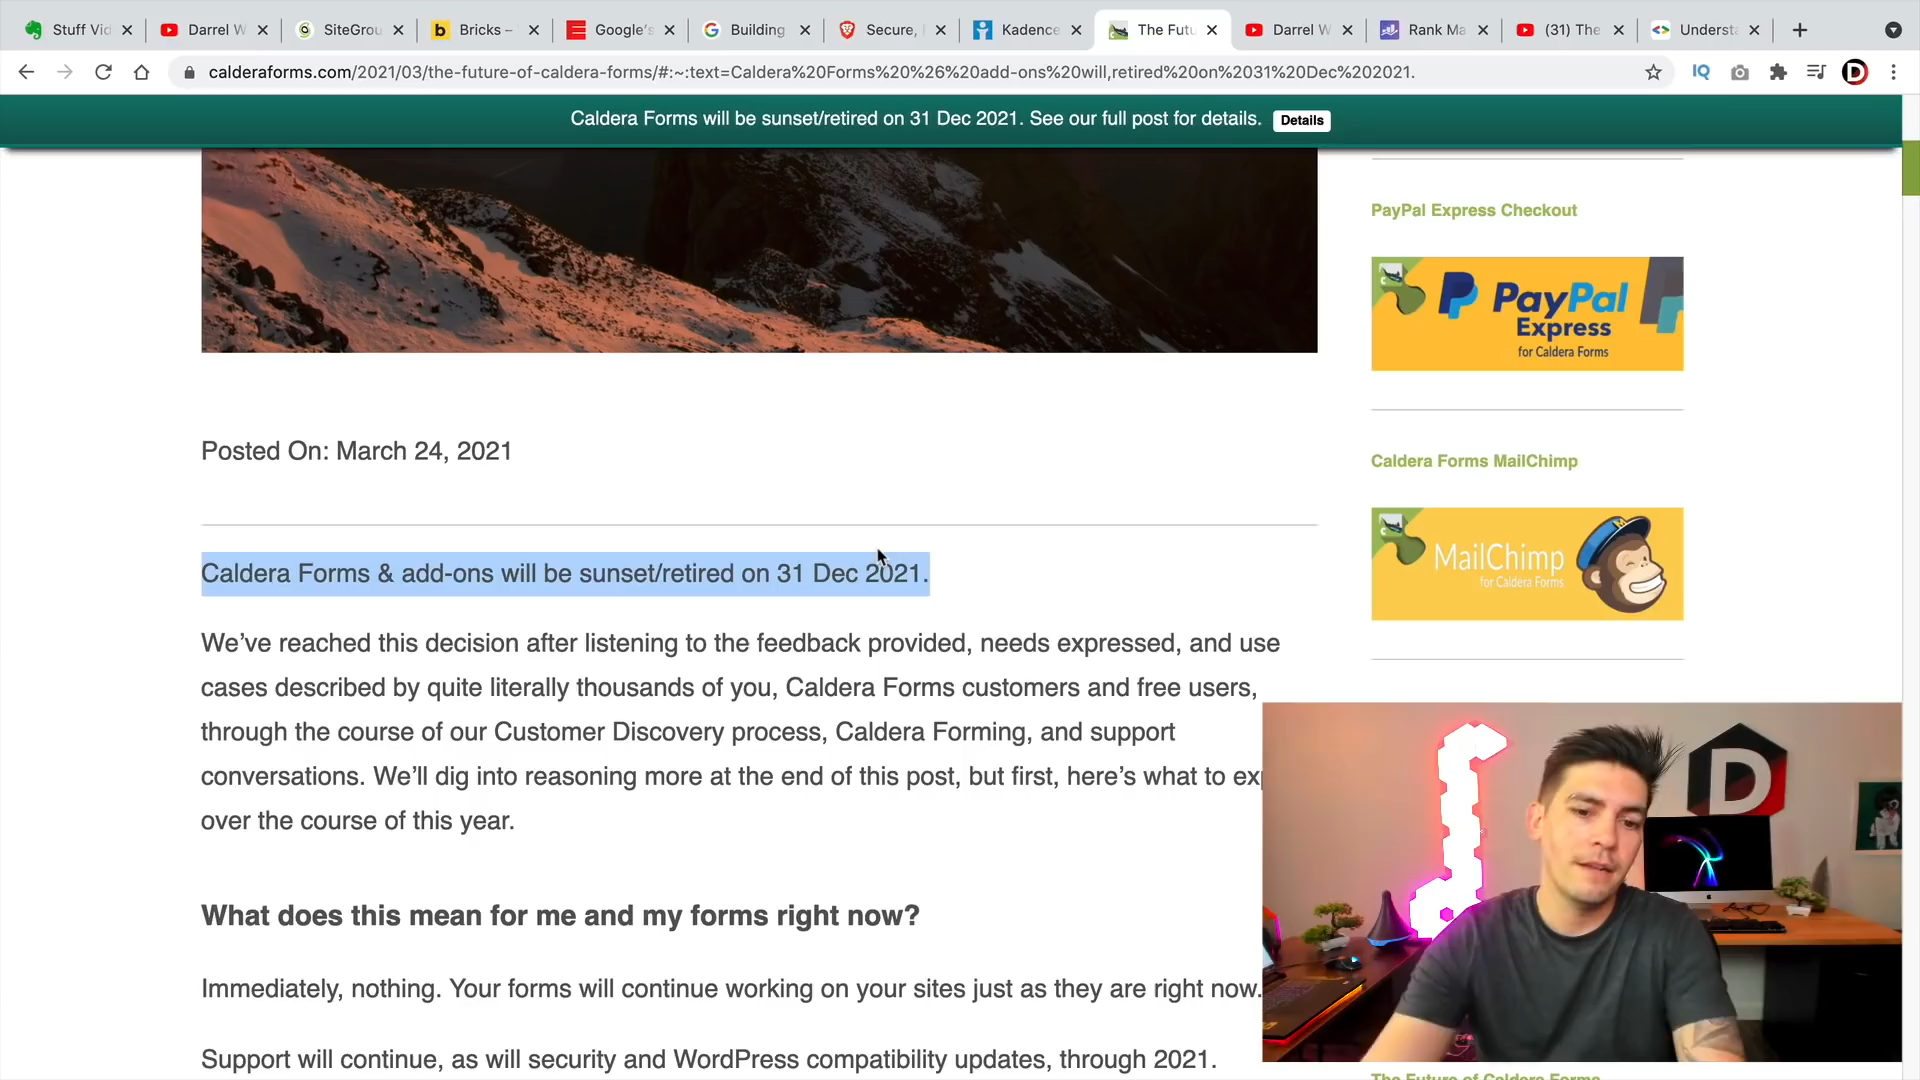 Stuff Vid
Darrel W
SiteGrou
Bricks –
Google's
Building
Secure,
Kadence
The Futu
Darrel W
Rank Ma
(31) The
Understa
calderaforms.com/2021/03/the-future-of-caldera-forms/#:~:text=Caldera%20Forms%20%26%20add-ons%20will,retired%20on%2031%20Dec%202021.
IQ
Caldera Forms will be sunset/retired on 31 Dec 2021. See our full post for details. Details
PayPal Express Checkout
PayPal
Express
for Caldera Forms
Posted On: March 24, 2021
Caldera Forms MailChimp
MailChimp
for Caldera Forms
Caldera Forms & add-ons will be sunset/retired on 31 Dec 2021.
We’ve reached this decision after listening to the feedback provided, needs expressed, and use
cases described by quite literally thousands of you, Caldera Forms customers and free users,
through the course of our Customer Discovery process, Caldera Forming, and support
conversations. We’ll dig into reasoning more at the end of this post, but first, here’s what to ex
over the course of this year.
What does this mean for me and my forms right now?
Immediately, nothing. Your forms will continue working on your sites just as they are right now.
Support will continue, as will security and WordPress compatibility updates, through 2021.
D
The Future of Caldera Forms